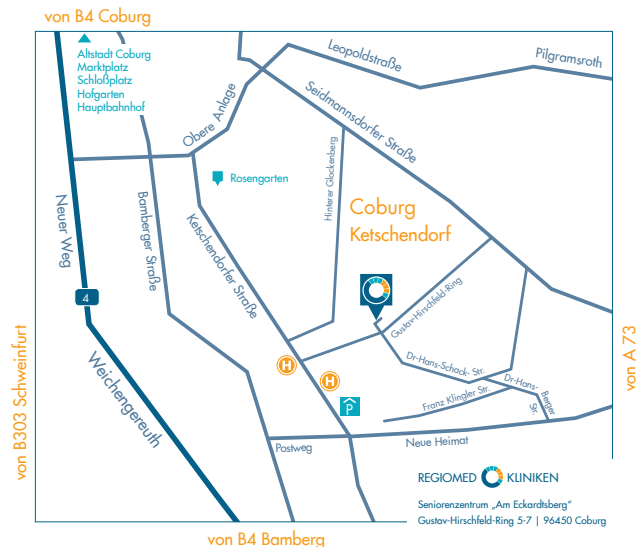 von B4 Coburg
Altstadt Coburg
Marktplatz
Schloßplatz
Hofgarten
Hauptbahnhof
Leopoldstraße
Pilgramsroth
Obere Anlage
Seidmannsdorfer Straße
Rosengarten
Hinterer Glockenberg
Neuer Weg
Bamberger Straße
Ketschendorfer Straße
Coburg
Ketschendorf
4
Gustav-Hirschfeld-Ring
Weichengereuth
H
H
P
Dr-Hans-Schack- Str.
Dr-Hans-
Berger
Str.
Franz Klingler Str.
Postweg
Neue Heimat
von B303 Schweinfurt
von A 73
REGIOMED KLINIKEN
Seniorenzentrum „Am Eckardtsberg“
Gustav-Hirschfeld-Ring 5-7 | 96450 Coburg
von B4 Bamberg